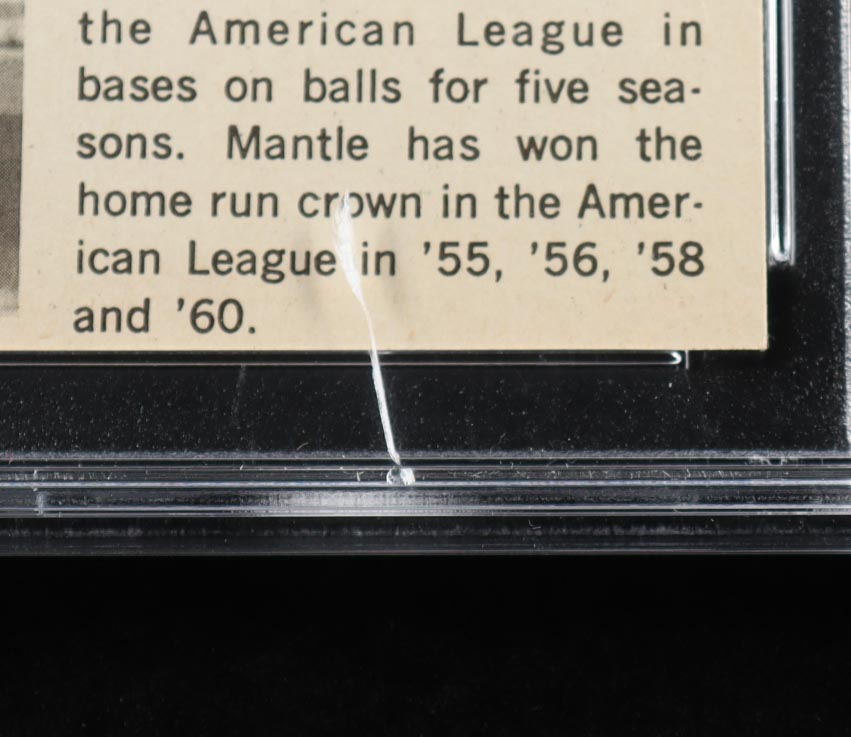 the American League in
bases on balls for five sea-
sons. Mantle has won the
home run crown in the Amer-
ican League in ’55, ’56, ’58
and ’60.